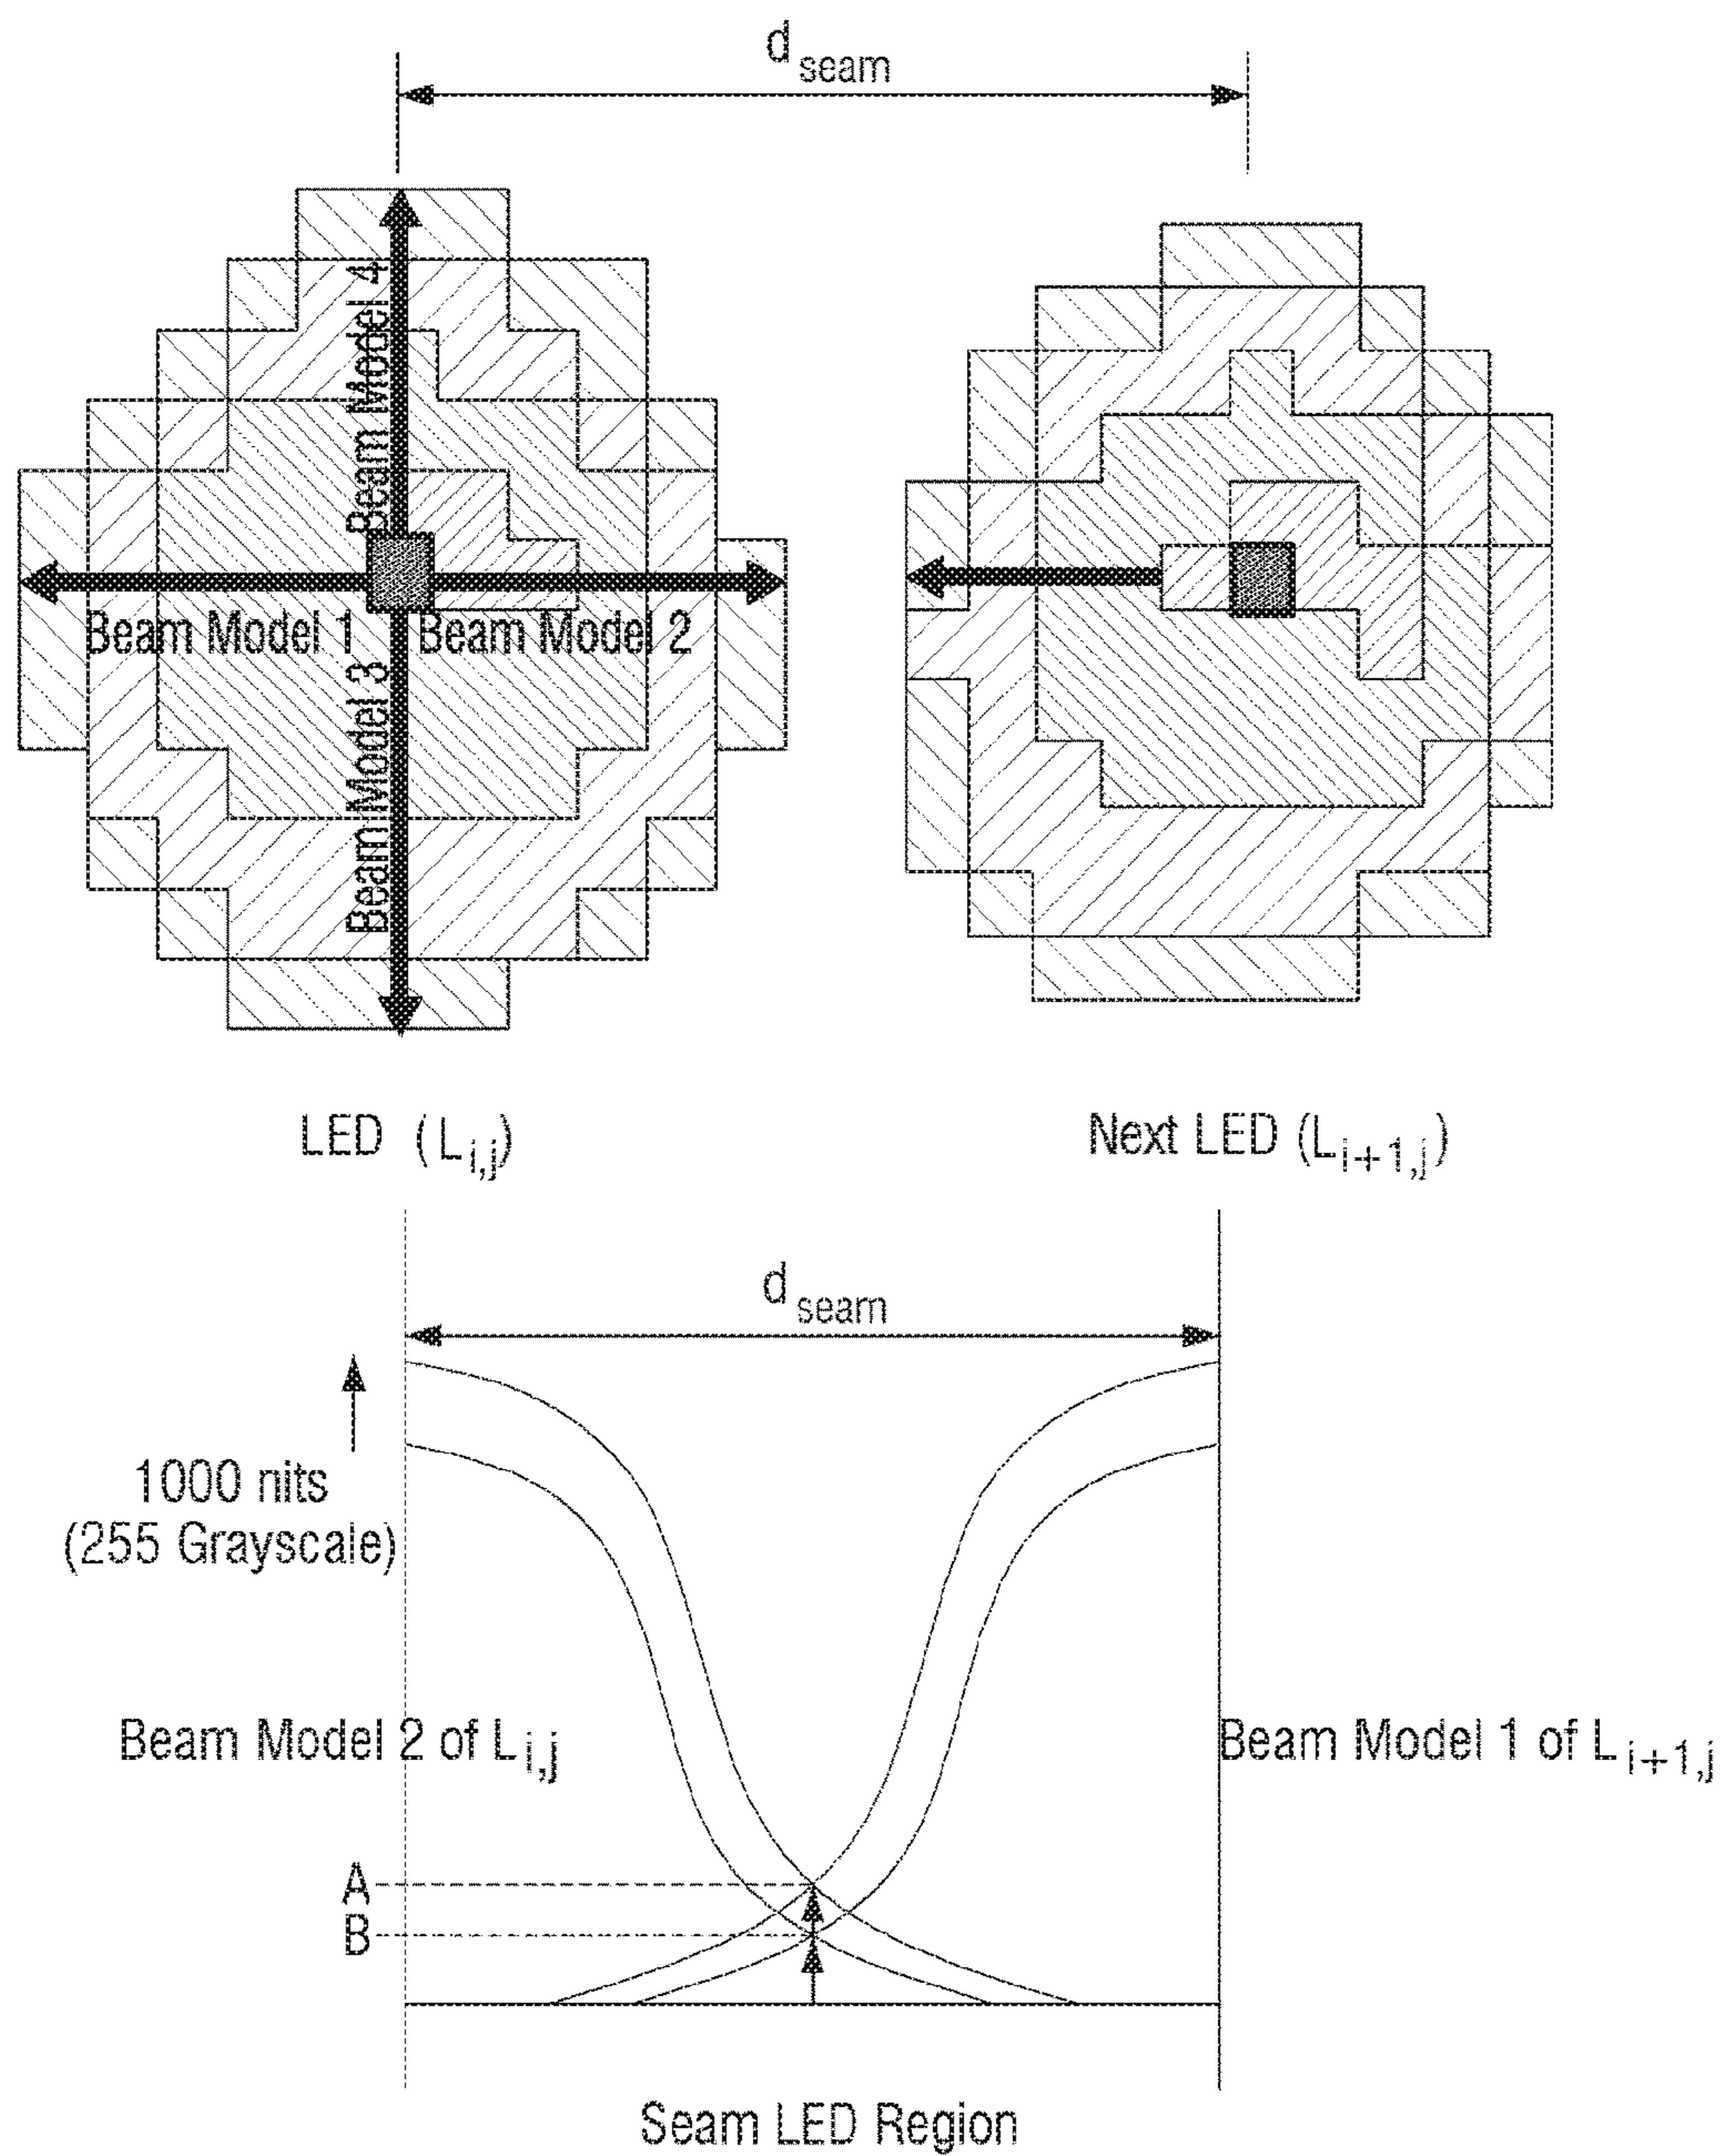 d seam
Beam Model 4
Beam Model 1
Beam Model 2
Beam Model 3
LED (L i,j)
Next LED (L i+1,j)
d seam
1000 nits
(255 Grayscale)
Beam Model 2 of L i,j
Beam Model 1 of L i+1,j
A
B
Seam LED Region